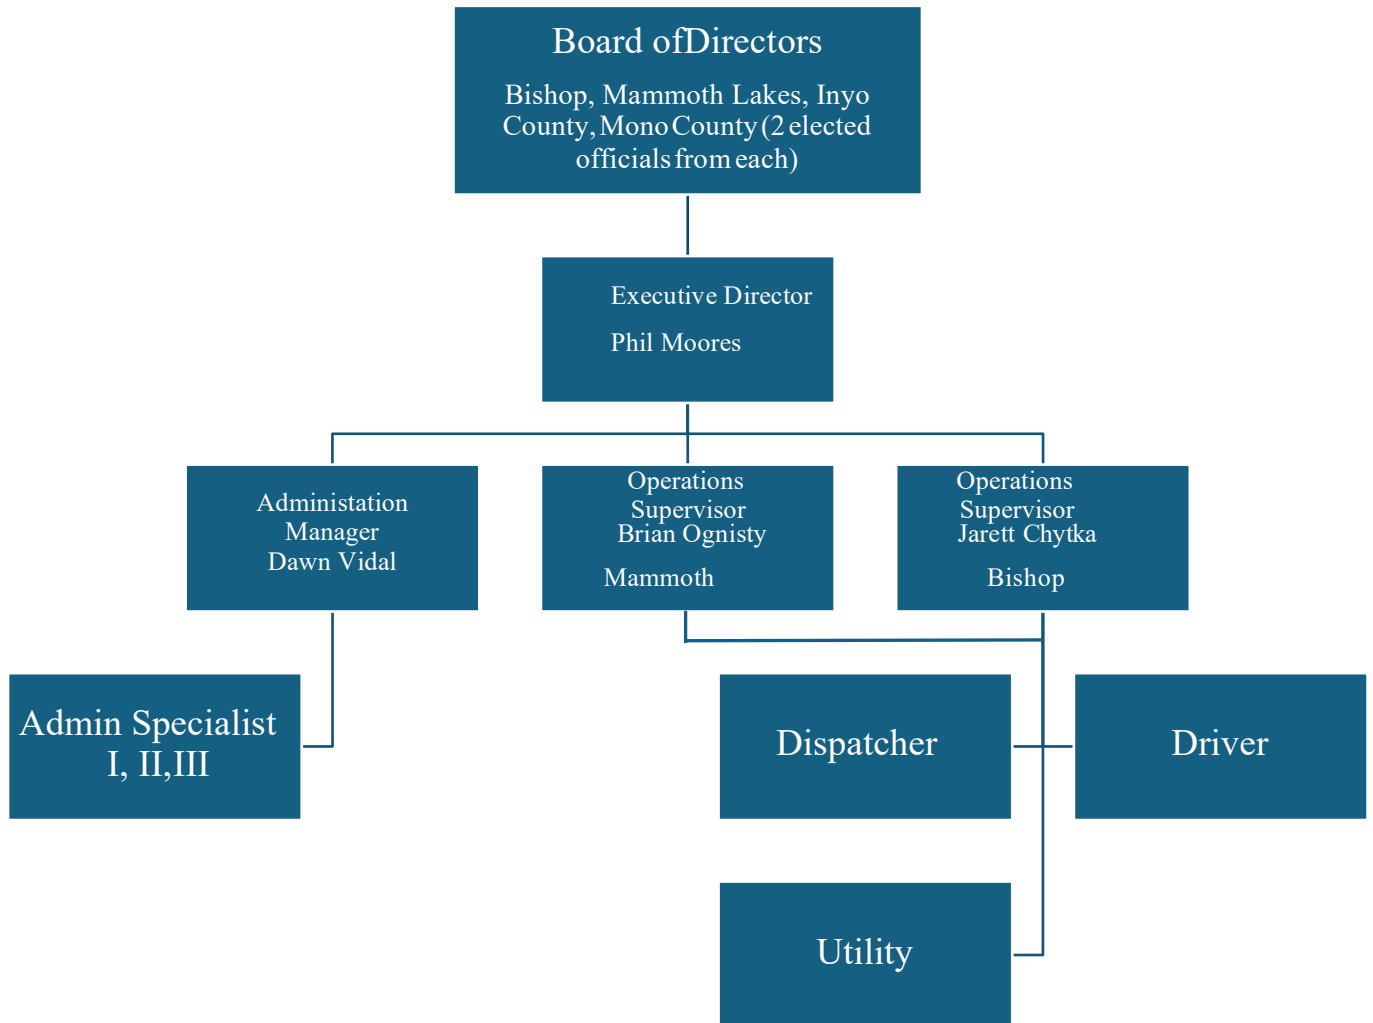 Board ofDirectors
Bishop, Mammoth Lakes, Inyo
County, Mono County (2 elected
officials from each)
Executive Director
Phil Moores
Administation
Manager
Dawn Vidal
Operations
Supervisor
Brian Ognisty
Mammoth
Operations
Supervisor
Jarett Chytka
Bishop
Admin Specialist
I, II,III
Dispatcher
Driver
Utility